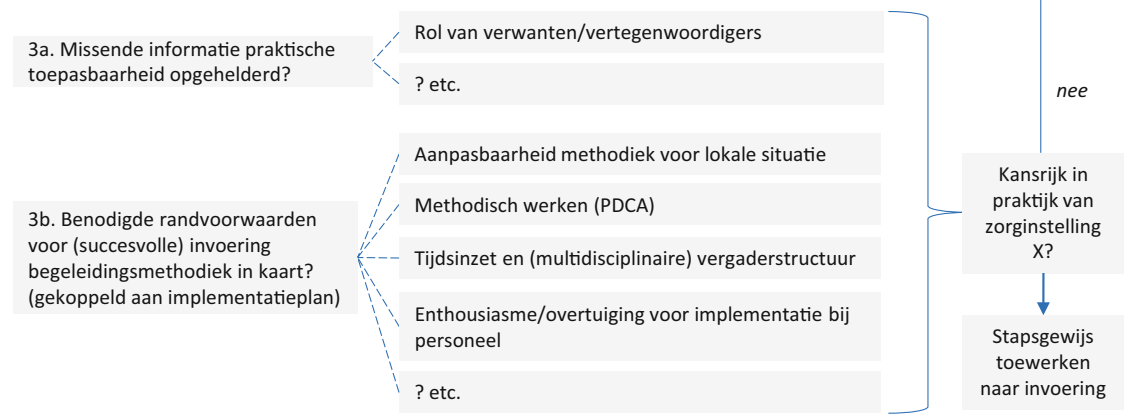 3a. Missende informatie praktische
toepasbaarheid opgehelderd?
Rol van verwanten/vertegenwoordigers
? etc.
3b. Benodigde randvoorwaarden
voor (succesvolle) invoering
begeleidingsmethodiek in kaart?
(gekoppeld aan implementatieplan)
Aanpasbaarheid methodiek voor lokale situatie
Methodisch werken (PDCA)
Tijdsinzet en (multidisciplinaire) vergaderstructuur
Enthousiasme/overtuiging voor implementatie bij
personeel
? etc.
nee
Kansrijk in
praktijk van
zorginstelling
X?
Stapsgewijs
toewerken
naar invoering